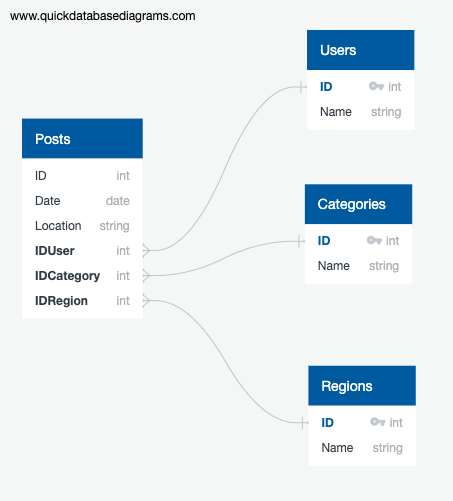 www.quickdatabasediagrams.com
Users
ID int
Name string
Posts
ID int
Date date
Location string
IDUser int
IDCategory int
IDRegion int
Categories
ID int
Name string
Regions
ID int
Name string